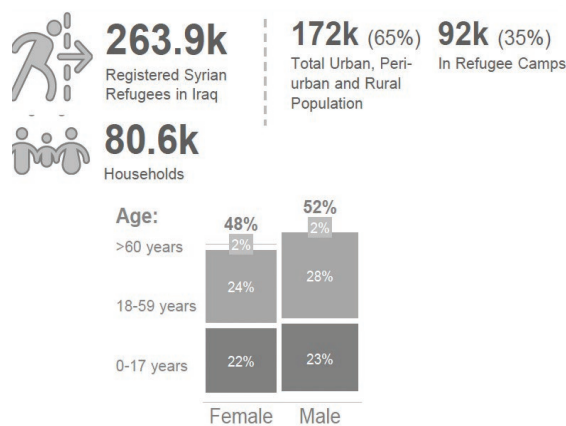 263.9k
Registered Syrian
Refugees in Iraq
172k (65%)
Total Urban, Peri-
urban and Rural
Population
92k (35%)
In Refugee Camps
80.6k
Households
Age:
48%
52%
>60 years
2%
2%
18-59 years
24%
28%
0-17 years
22%
23%
Female
Male